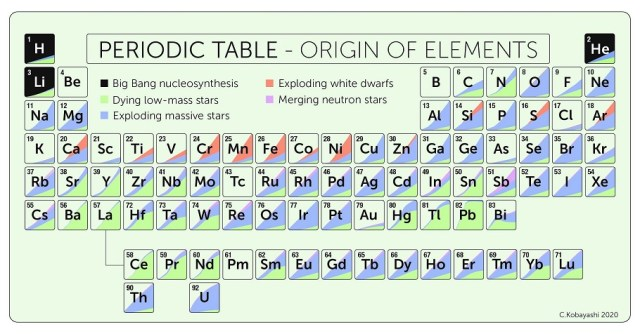 PERIODIC TABLE - ORIGIN OF ELEMENTS
Big Bang nucleosynthesis
Dying low-mass stars
Exploding massive stars
Exploding white dwarfs
Merging neutron stars
1 H 2 He
3 Li 4 Be 5 B 6 C 7 N 8 O 9 F 10 Ne
11 Na 12 Mg 13 Al 14 Si 15 P 16 S 17 Cl 18 Ar
19 K 20 Ca 21 Sc 22 Ti 23 V 24 Cr 25 Mn 26 Fe 27 Co 28 Ni 29 Cu 30 Zn 31 Ga 32 Ge 33 As 34 Se 35 Br 36 Kr
37 Rb 38 Sr 39 Y 40 Zr 41 Nb 42 Mo 43 Tc 44 Ru 45 Rh 46 Pd 47 Ag 48 Cd 49 In 50 Sn 51 Sb 52 Te 53 I 54 Xe
55 Cs 56 Ba 57 La 72 Hf 73 Ta 74 W 75 Re 76 Os 77 Ir 78 Pt 79 Au 80 Hg 81 Tl 82 Pb 83 Bi
58 Ce 59 Pr 60 Nd 61 Pm 62 Sm 63 Eu 64 Gd 65 Tb 66 Dy 67 Ho 68 Er 69 Tm 70 Yb 71 Lu
90 Th 92 U
C.Kobayashi 2020